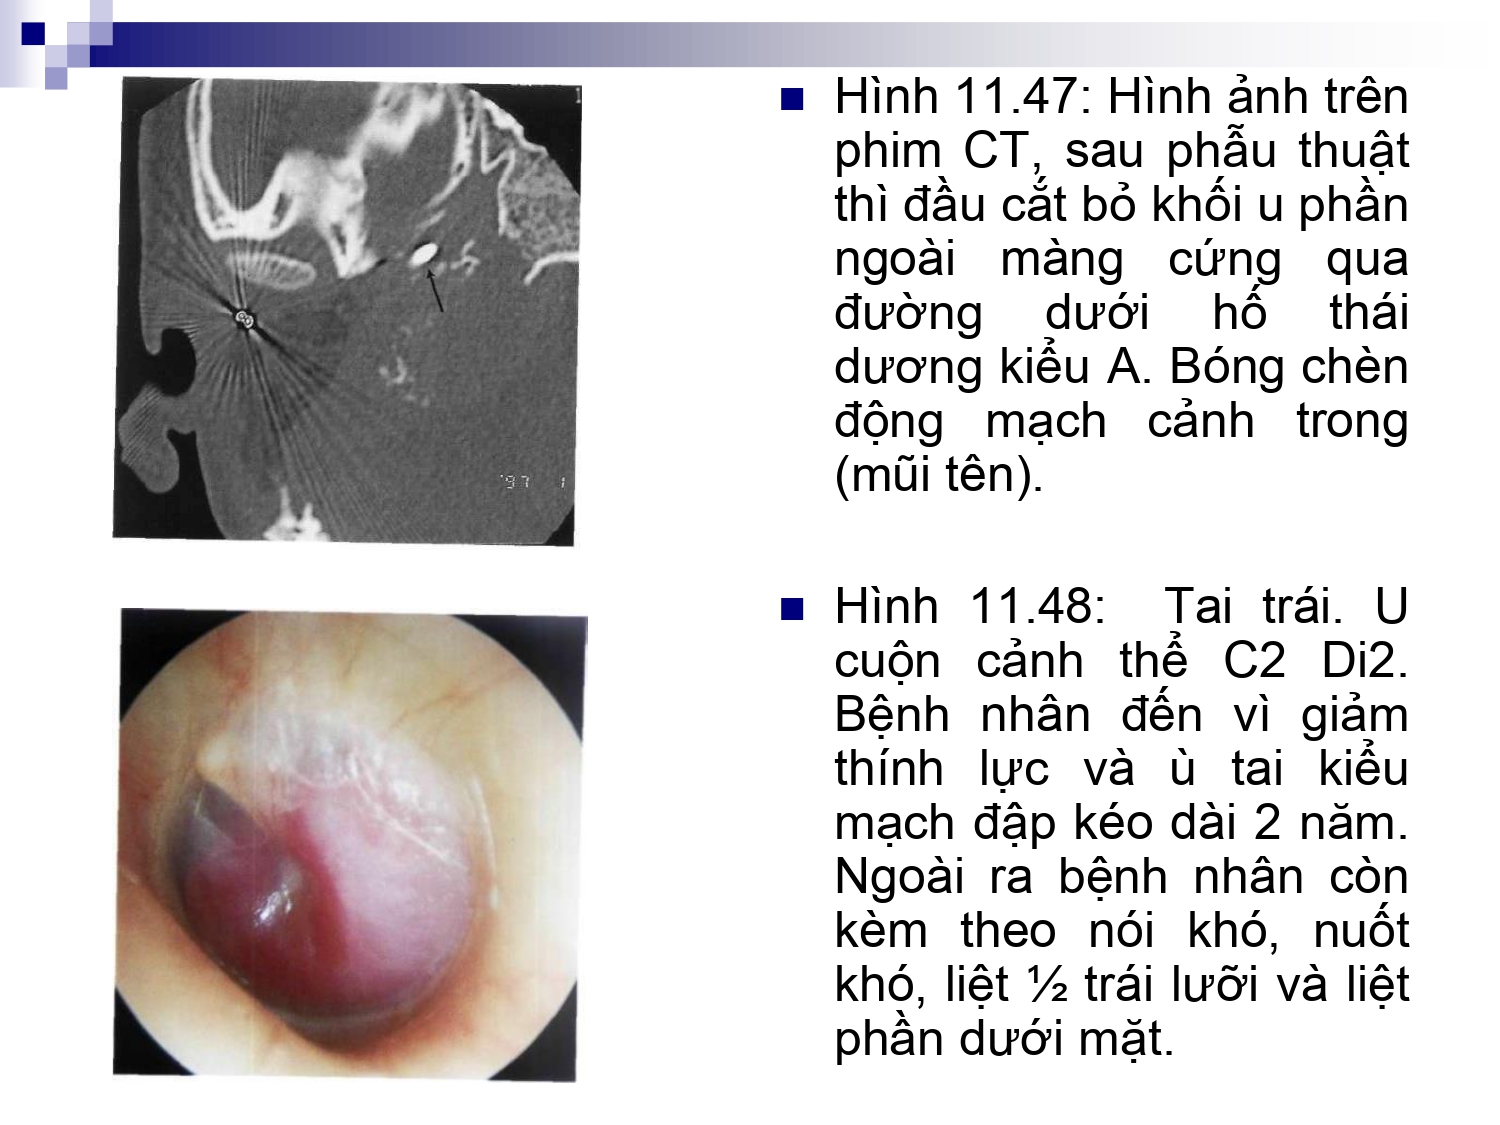 Hình 11.47: Hình ảnh trên
phim CT, sau phẫu thuật
thì đầu cắt bỏ khối u phần
ngoài màng cứng qua
đường dưới hố thái
dương kiểu A. Bóng chèn
động mạch cảnh trong
(mũi tên).
1
'97 1
Hình 11.48: Tai trái. U
cuộn cảnh thể C2 Di2.
Bệnh nhân đến vì giảm
thính lực và ù tai kiểu
mạch đập kéo dài 2 năm.
Ngoài ra bệnh nhân còn
kèm theo nói khó, nuốt
khó, liệt ½ trái lưỡi và liệt
phần dưới mặt.